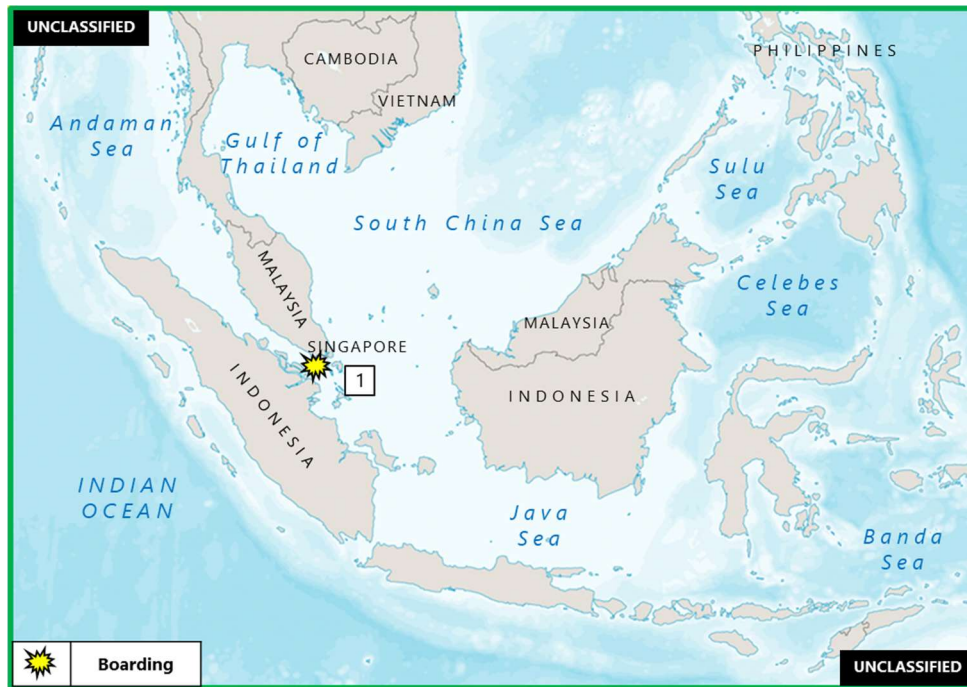 UNCLASSIFIED
PHILIPPINES
CAMBODIA
VIETNAM
Andaman
Sea
Gulf of
Thailand
Sulu
Sea
South China Sea
MALAYSIA
Celebes
Sea
MALAYSIA
SINGAPORE
1
INDONESIA
INDONESIA
INDIAN
OCEAN
Java
Sea
Banda
Sea
Boarding
UNCLASSIFIED